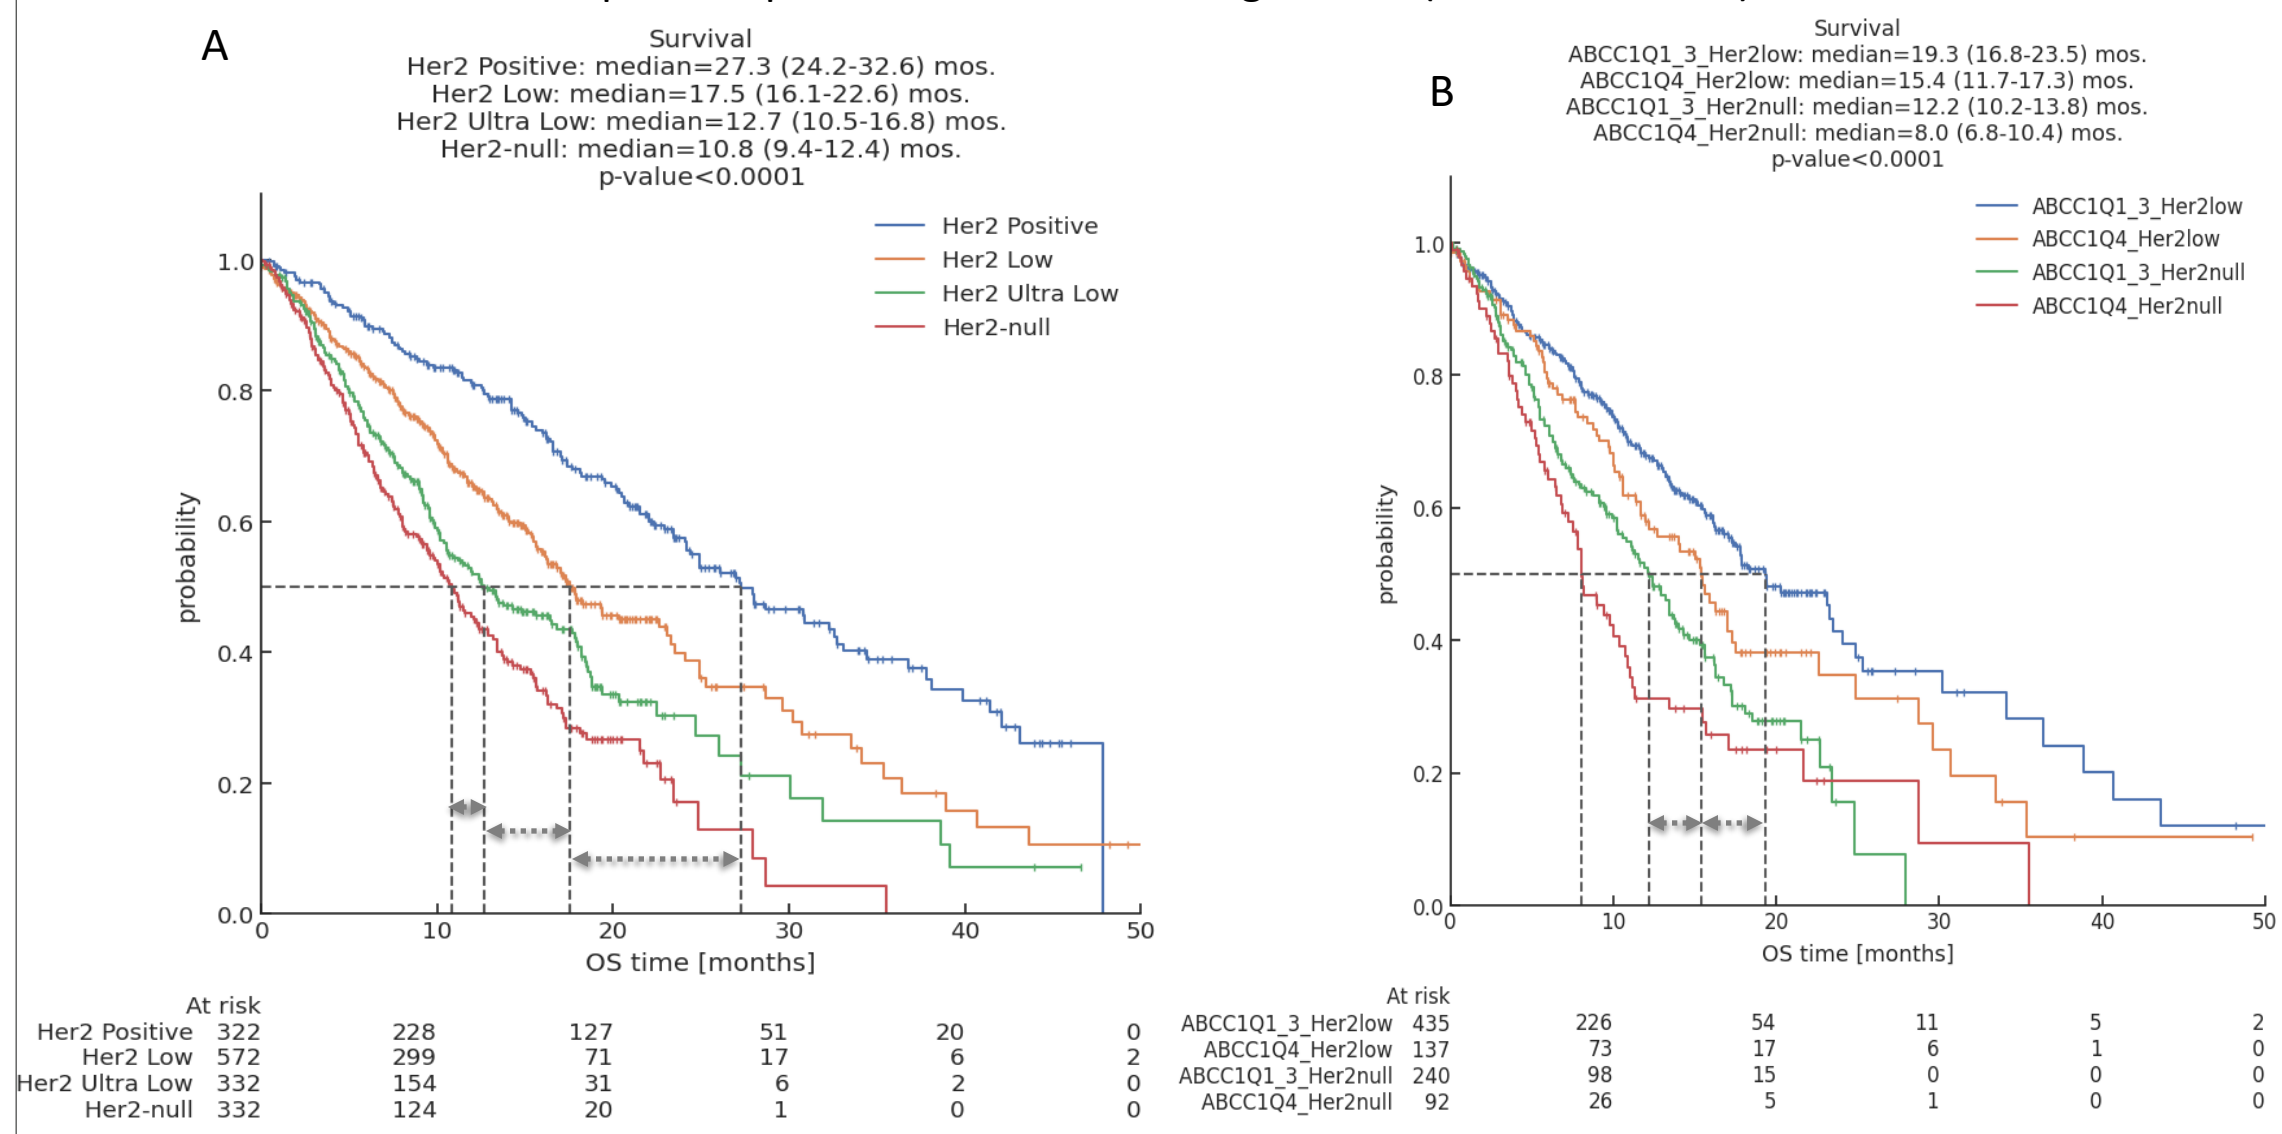 A
Survival
Her2 Positive: median=27.3 (24.2-32.6) mos.
Her2 Low: median=17.5 (16.1-22.6) mos.
Her2 Ultra Low: median=12.7 (10.5-16.8) mos.
Her2-null: median=10.8 (9.4-12.4) mos.
p-value<0.0001
Her2 Positive
Her2 Low
Her2 Ultra Low
Her2-null
1.0
0.8
0.6
0.4
0.2
0.0
probability
0 10 20 30 40 50
OS time [months]
At risk
Her2 Positive 322 228 127 51 20 0
Her2 Low 572 299 71 17 6 2
Her2 Ultra Low 332 154 31 6 2 0
Her2-null 332 124 20 1 0 0
B
Survival
ABCC1Q1_3_Her2low: median=19.3 (16.8-23.5) mos.
ABCC1Q4_Her2low: median=15.4 (11.7-17.3) mos.
ABCC1Q1_3_Her2null: median=12.2 (10.2-13.8) mos.
ABCC1Q4_Her2null: median=8.0 (6.8-10.4) mos.
p-value<0.0001
ABCC1Q1_3_Her2low
ABCC1Q4_Her2low
ABCC1Q1_3_Her2null
ABCC1Q4_Her2null
1.0
0.8
0.6
0.4
0.2
0.0
probability
0 10 20 30 40 50
OS time [months]
At risk
ABCC1Q1_3_Her2low 435 226 54 11 5 2
ABCC1Q4_Her2low 137 73 17 6 1 0
ABCC1Q1_3_Her2null 240 98 15 0 0 0
ABCC1Q4_Her2null 92 26 5 1 0 0